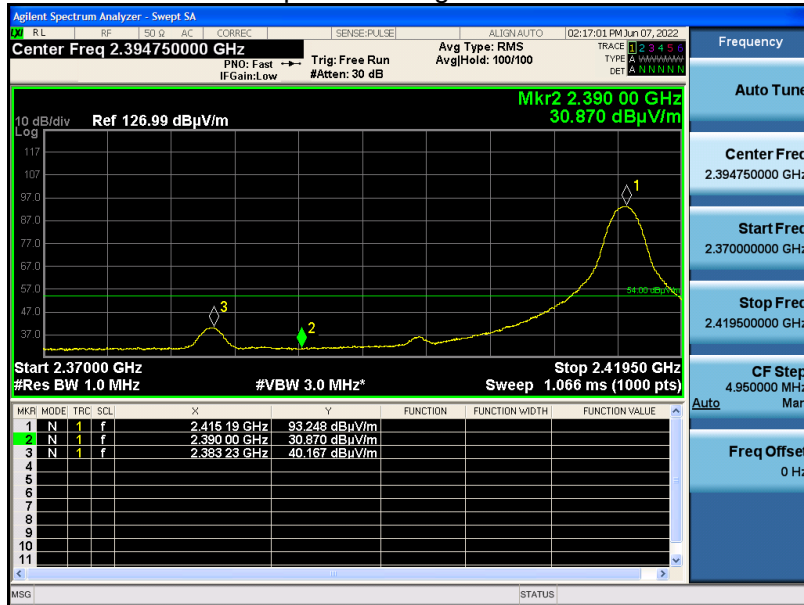 Agilent Spectrum Analyzer - Swept SA
LXI RL RF 50 Ω AC CORREC SENSE:PULSE ALIGN AUTO 02:17:01 PM Jun 07, 2022
Center Freq 2.394750000 GHz
PNO: Fast
IFGain:Low
Trig: Free Run
#Atten: 30 dB
Avg Type: RMS
Avg|Hold: 100/100
TRACE 1 2 3 4 5 6
TYPE A WWWWW
DET A N N N N N
Mkr2 2.390 00 GHz
30.870 dBµV/m
10 dB/div Ref 126.99 dBµV/m
Log
117
107
97.0
87.0
77.0
67.0
57.0
47.0
37.0
1
2
3
54.00 dBµV/m
Start 2.37000 GHz Stop 2.41950 GHz
#Res BW 1.0 MHz #VBW 3.0 MHz* Sweep 1.066 ms (1000 pts)
MKR MODE TRC SCL X Y FUNCTION FUNCTION WIDTH FUNCTION VALUE
1 N 1 f 2.415 19 GHz 93.248 dBµV/m
2 N 1 f 2.390 00 GHz 30.870 dBµV/m
3 N 1 f 2.383 23 GHz 40.167 dBµV/m
4
5
6
7
8
9
10
11
MSG STATUS
Frequency
Auto Tune
Center Freq
2.394750000 GHz
Start Freq
2.370000000 GHz
Stop Freq
2.419500000 GHz
CF Step
4.950000 MHz
Auto Man
Freq Offset
0 Hz